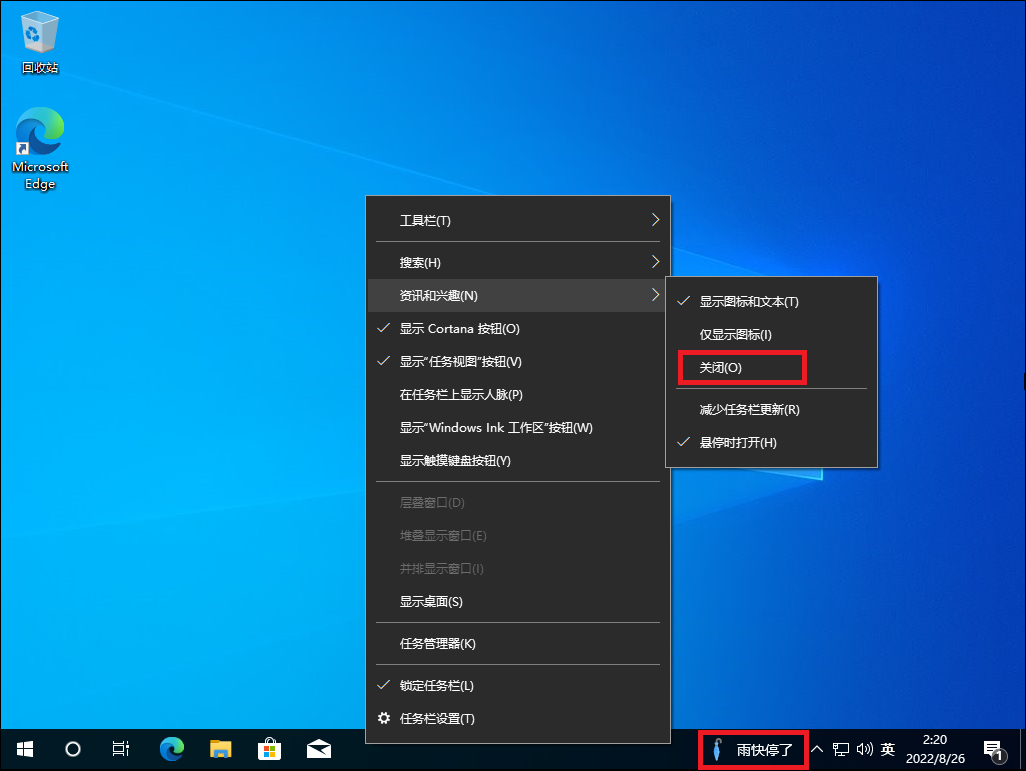 回收站
Microsoft
Edge
工具栏(T)
搜索(H)
资讯和兴趣(N)
显示 Cortana 按钮(O)
显示“任务视图”按钮(V)
在任务栏上显示人脉(P)
显示“Windows Ink 工作区”按钮(W)
显示触摸键盘按钮(Y)
层叠窗口(D)
堆叠显示窗口(E)
并排显示窗口(I)
显示桌面(S)
任务管理器(K)
锁定任务栏(L)
任务栏设置(T)
显示图标和文本(T)
仅显示图标(I)
关闭(O)
减少任务栏更新(R)
悬停时打开(H)
雨快停了
英
2:20
2022/8/26
1